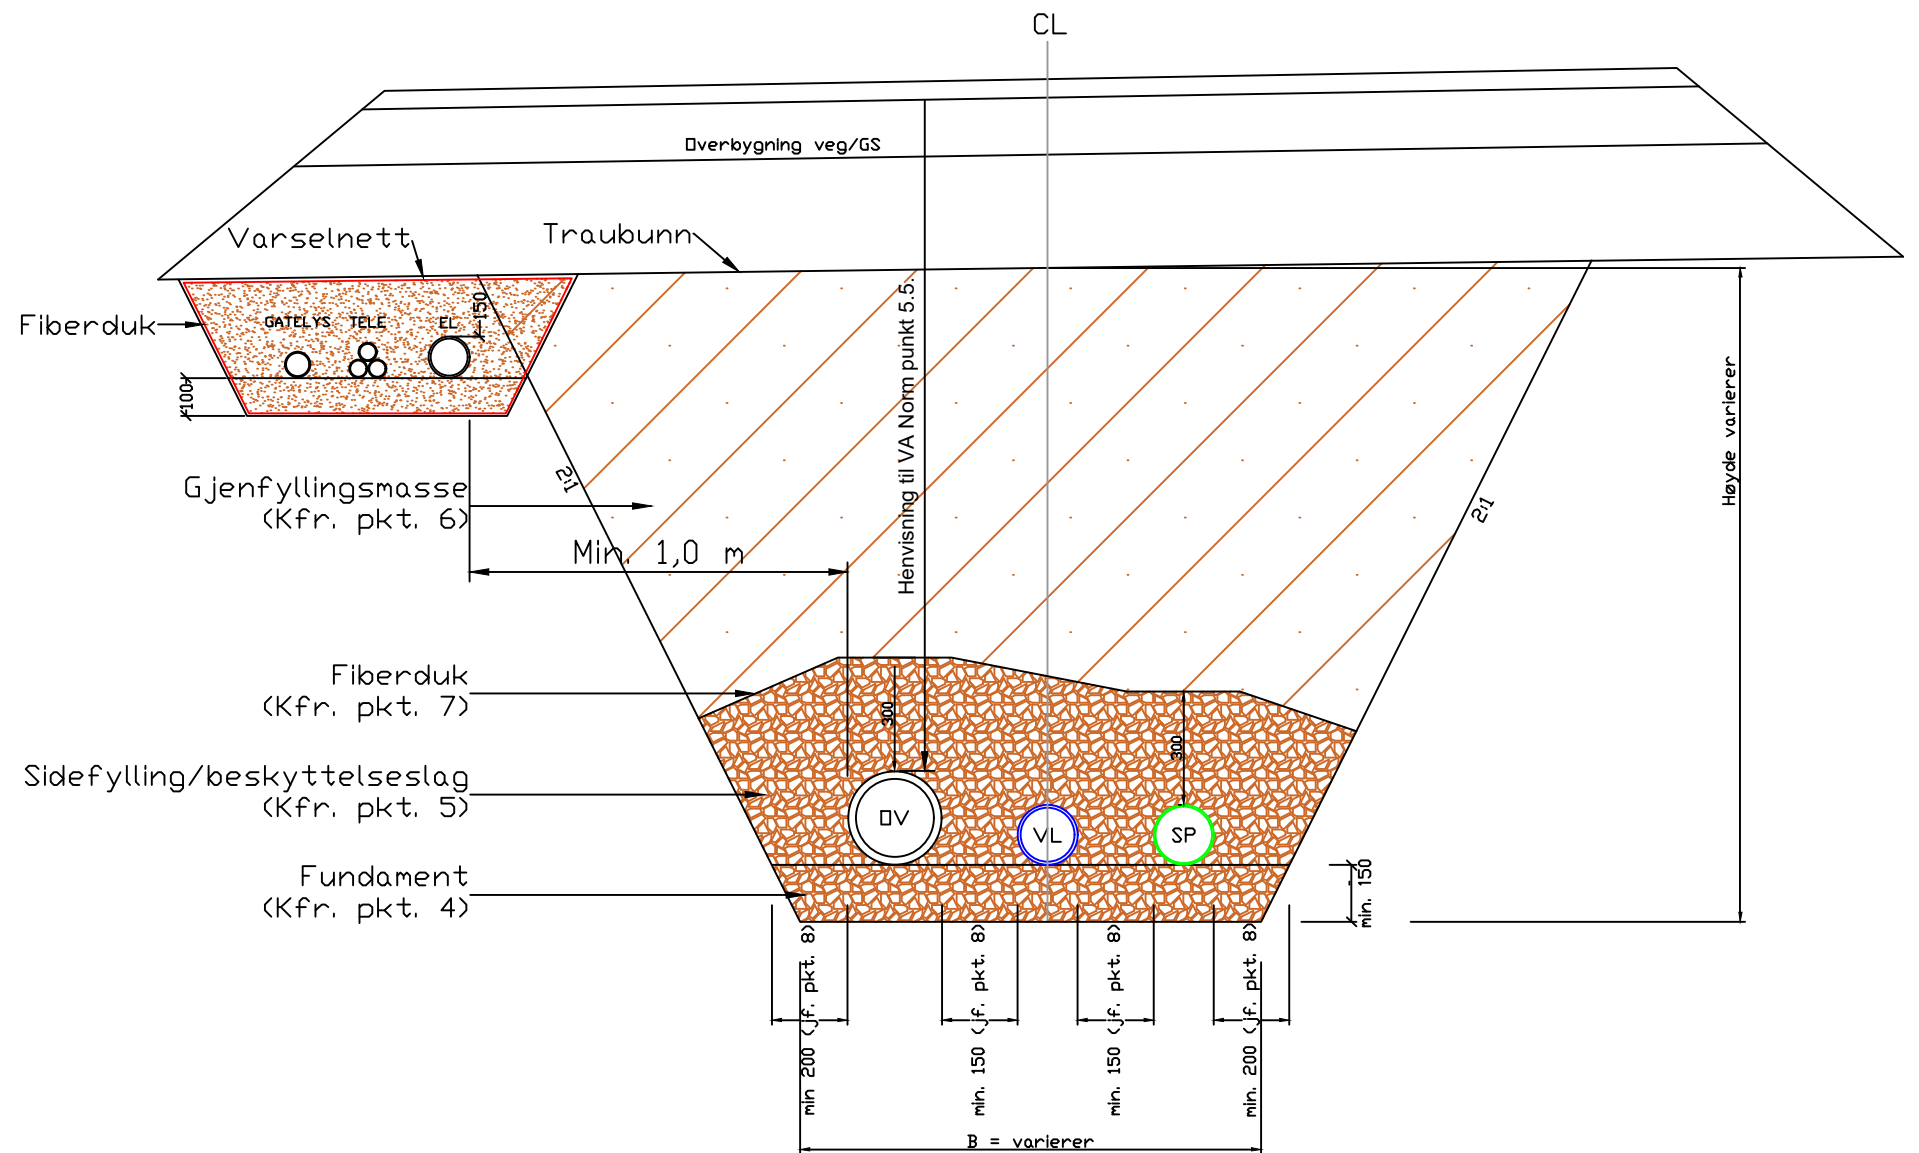 CL
Overbygning veg/GS
Varselnett
Traubunn
Fiberduk
GATELYS
TELE
EL
150
100
Henvisning til VA Norm punkt 5.5.
Høyde varierer
2:1
2:1
Gjenfyllingsmasse
(Kfr. pkt. 6)
Min. 1,0 m
Fiberduk
(Kfr. pkt. 7)
300
300
Sidefylling/beskyttelseslag
(Kfr. pkt. 5)
OV
VL
SP
Fundament
(Kfr. pkt. 4)
min. 150
min 200 (jf. pkt. 8)
min. 150 (jf. pkt. 8)
min. 150 (jf. pkt. 8)
min. 200 (jf. pkt. 8)
B = varierer